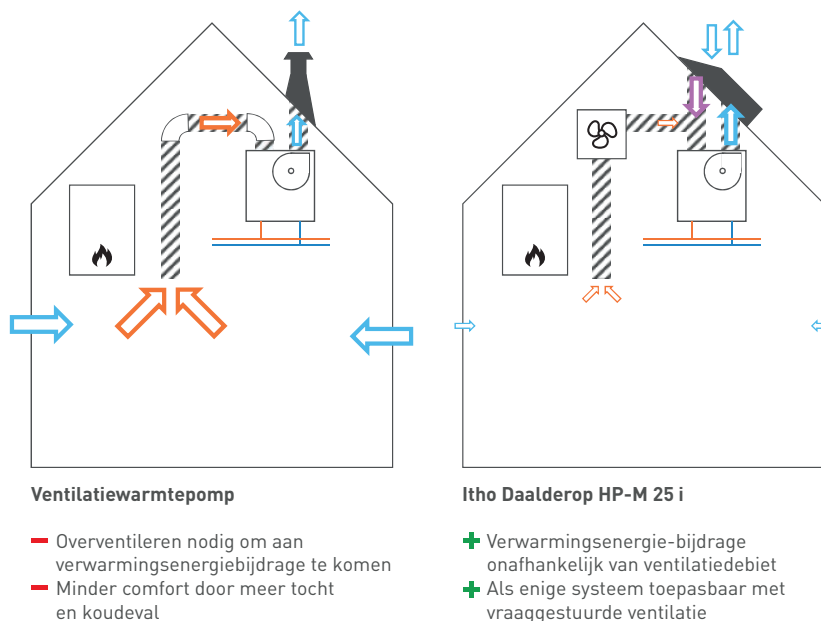 Ventilatiewarmtepomp
Overventileren nodig om aan
verwarmingsenergiebijdrage te komen
Minder comfort door meer tocht
en koudeval
Itho Daalderop HP-M 25 i
Verwarmingsenergie-bijdrage
onafhankelijk van ventilatiedebiet
Als enige systeem toepasbaar met
vraaggestuurde ventilatie